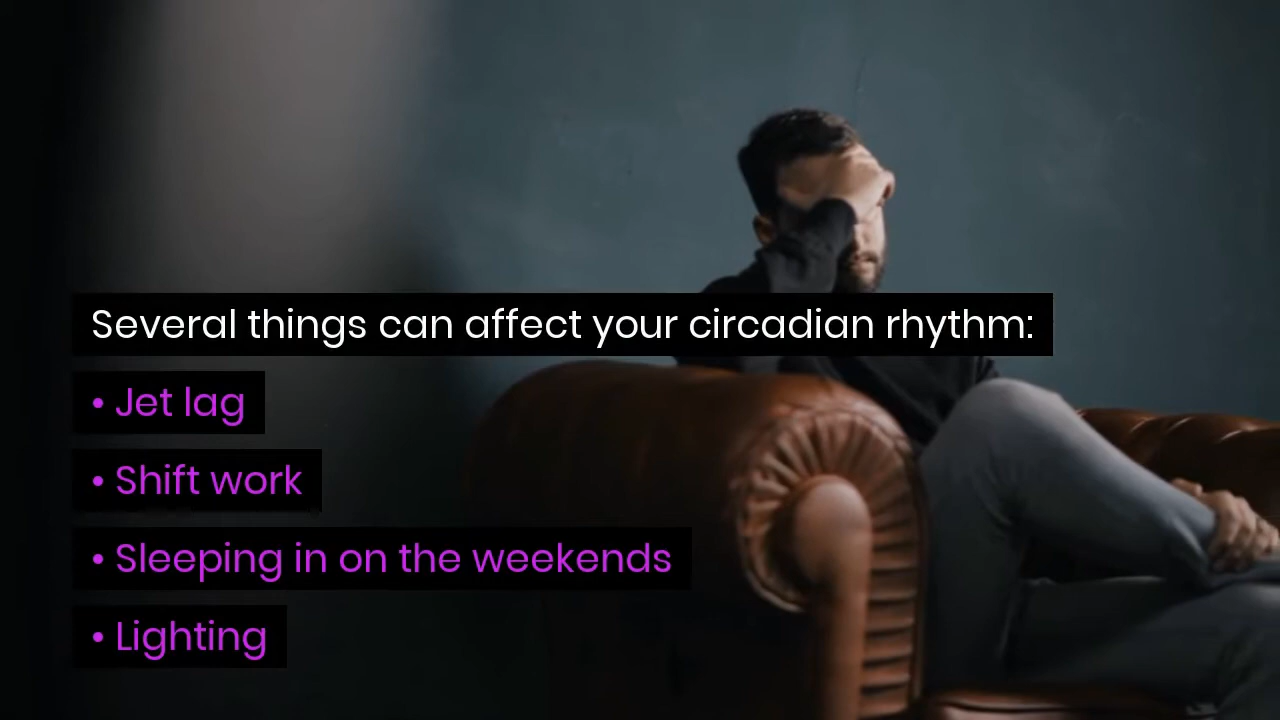 Several things can affect your circadian rhythm:
• Jet lag
• Shift work
• Sleeping in on the weekends
• Lighting